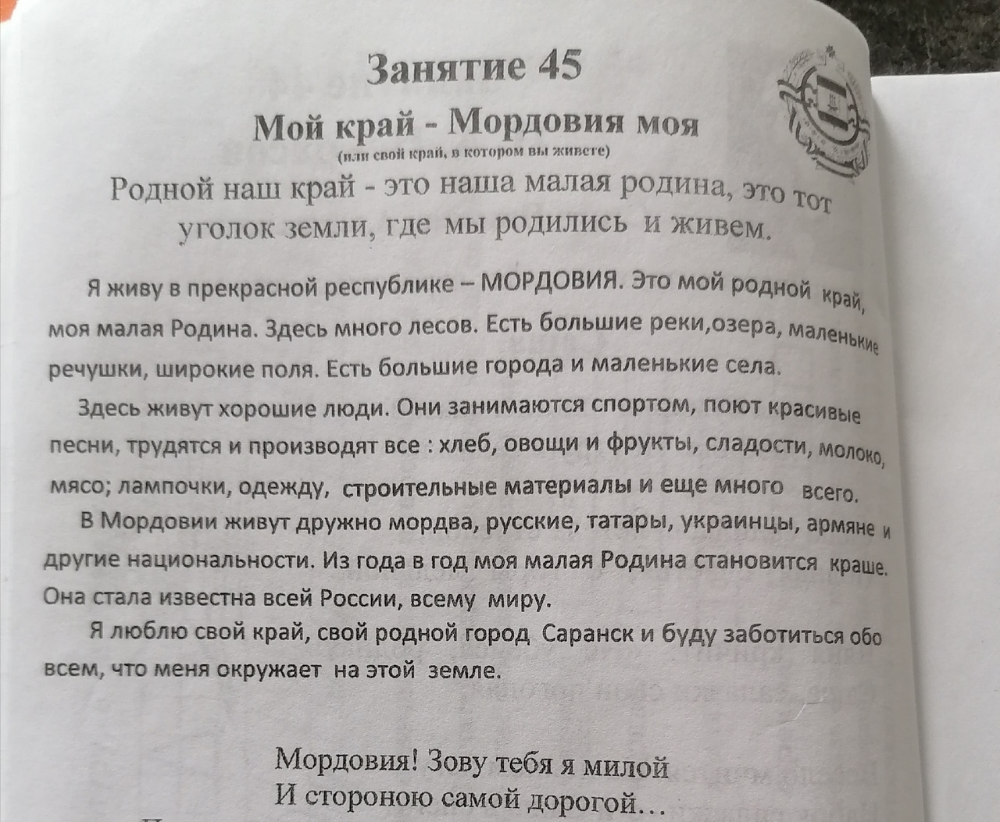 Занятие 45
Мой край - Мордовия моя
(или свой край, в котором вы живете)
Родной наш край - это наша малая родина, это тот
уголок земли, где мы родились и живем.
Я живу в прекрасной республике – МОРДОВИЯ. Это мой родной край,
моя малая Родина. Здесь много лесов. Есть большие реки,озера, маленькие
речушки, широкие поля. Есть большие города и маленькие села.
Здесь живут хорошие люди. Они занимаются спортом, поют красивые
песни, трудятся и производят все : хлеб, овощи и фрукты, сладости, молоко,
мясо; лампочки, одежду, строительные материалы и еще много всего.
В Мордовии живут дружно мордва, русские, татары, украинцы, армяне и
другие национальности. Из года в год моя малая Родина становится краше.
Она стала известна всей России, всему миру.
Я люблю свой край, свой родной город Саранск и буду заботиться обо
всем, что меня окружает на этой земле.
Мордовия! Зову тебя я милой
И стороною самой дорогой...